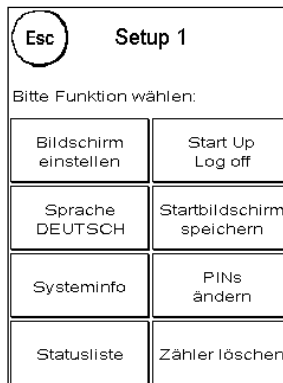 Esc
Setup 1
Bitte Funktion wählen:
Bildschirm
einstellen
Start Up
Log off
Sprache
DEUTSCH
Startbildschirm
speichern
Systeminfo
PINs
ändern
Statusliste
Zähler löschen